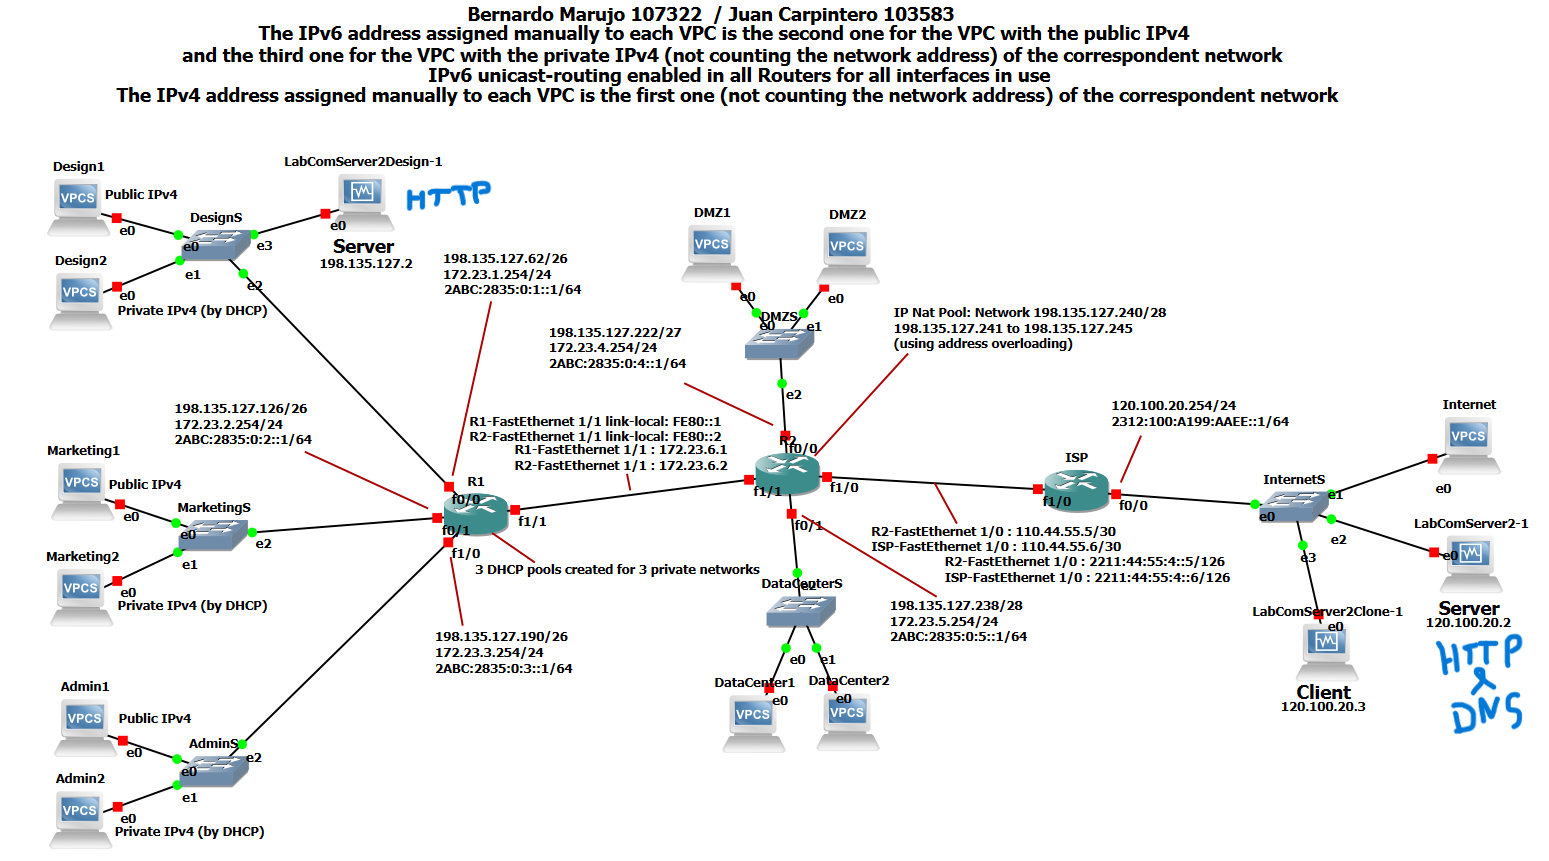 Bernardo Marujo 107322 / Juan Carpintero 103583
The IPv6 address assigned manually to each VPC is the second one for the VPC with the public IPv4
and the third one for the VPC with the private IPv4 (not counting the network address) of the correspondent network
IPv6 unicast-routing enabled in all Routers for all interfaces in use
The IPv4 address assigned manually to each VPC is the first one (not counting the network address) of the correspondent network
Design1
VPCS
Public IPv4
e0
DesignS
e0
e1
e2
e3
LabComServer2Design-1
e0
Server
198.135.127.2
HTTP
Design2
VPCS
e0
Private IPv4 (by DHCP)
198.135.127.62/26
172.23.1.254/24
2ABC:2835:0:1::1/64
DMZ1
VPCS
e0
DMZ2
VPCS
e0
DMZS
e0
e1
e2
198.135.127.222/27
172.23.4.254/24
2ABC:2835:0:4::1/64
IP Nat Pool: Network 198.135.127.240/28
198.135.127.241 to 198.135.127.245
(using address overloading)
198.135.127.126/26
172.23.2.254/24
2ABC:2835:0:2::1/64
R1-FastEthernet 1/1 link-local: FE80::1
R2-FastEthernet 1/1 link-local: FE80::2
R1-FastEthernet 1/1 : 172.23.6.1
R2-FastEthernet 1/1 : 172.23.6.2
120.100.20.254/24
2312:100:A199:AAEE::1/64
Marketing1
VPCS
Public IPv4
e0
MarketingS
e0
e1
e2
Marketing2
VPCS
e0
Private IPv4 (by DHCP)
R1
f0/0
f0/1
f1/0
f1/1
3 DHCP pools created for 3 private networks
R2
f0/0
f1/1
f1/0
f0/1
ISP
f1/0
f0/0
R2-FastEthernet 1/0 : 110.44.55.5/30
ISP-FastEthernet 1/0 : 110.44.55.6/30
R2-FastEthernet 1/0 : 2211:44:55:4::5/126
ISP-FastEthernet 1/0 : 2211:44:55:4::6/126
Internet
VPCS
e0
InternetS
e0
e1
e2
e3
LabComServer2-1
e0
Server
120.100.20.2
HTTP
&
DNS
LabComServer2Clone-1
e0
Client
120.100.20.3
198.135.127.190/26
172.23.3.254/24
2ABC:2835:0:3::1/64
DataCenterS
e2
e0
e1
198.135.127.238/28
172.23.5.254/24
2ABC:2835:0:5::1/64
DataCenter1
VPCS
e0
DataCenter2
VPCS
e0
Admin1
VPCS
Public IPv4
e0
AdminS
e0
e1
e2
Admin2
VPCS
e0
Private IPv4 (by DHCP)